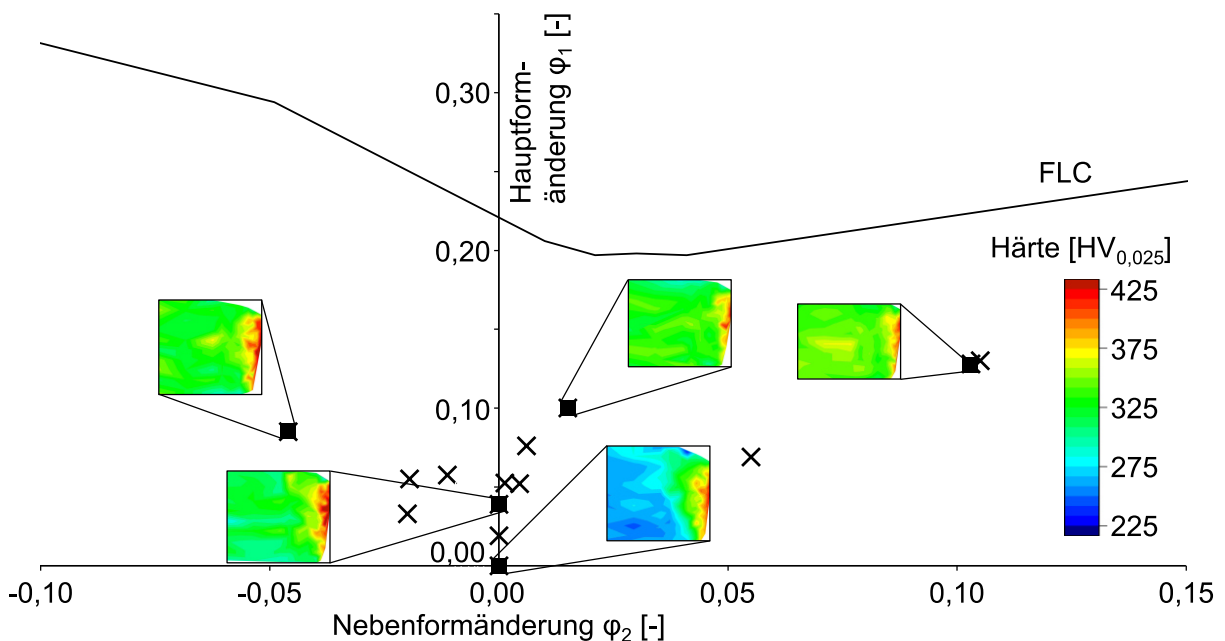 Hauptform-
änderung φ₁ [-]
0,30
FLC
0,20
Härte [HV₀,₀₂₅]
425
375
325
275
225
0,10
0,00
-0,10 -0,05 0,00 0,05 0,10 0,15
Nebenformänderung φ₂ [-]